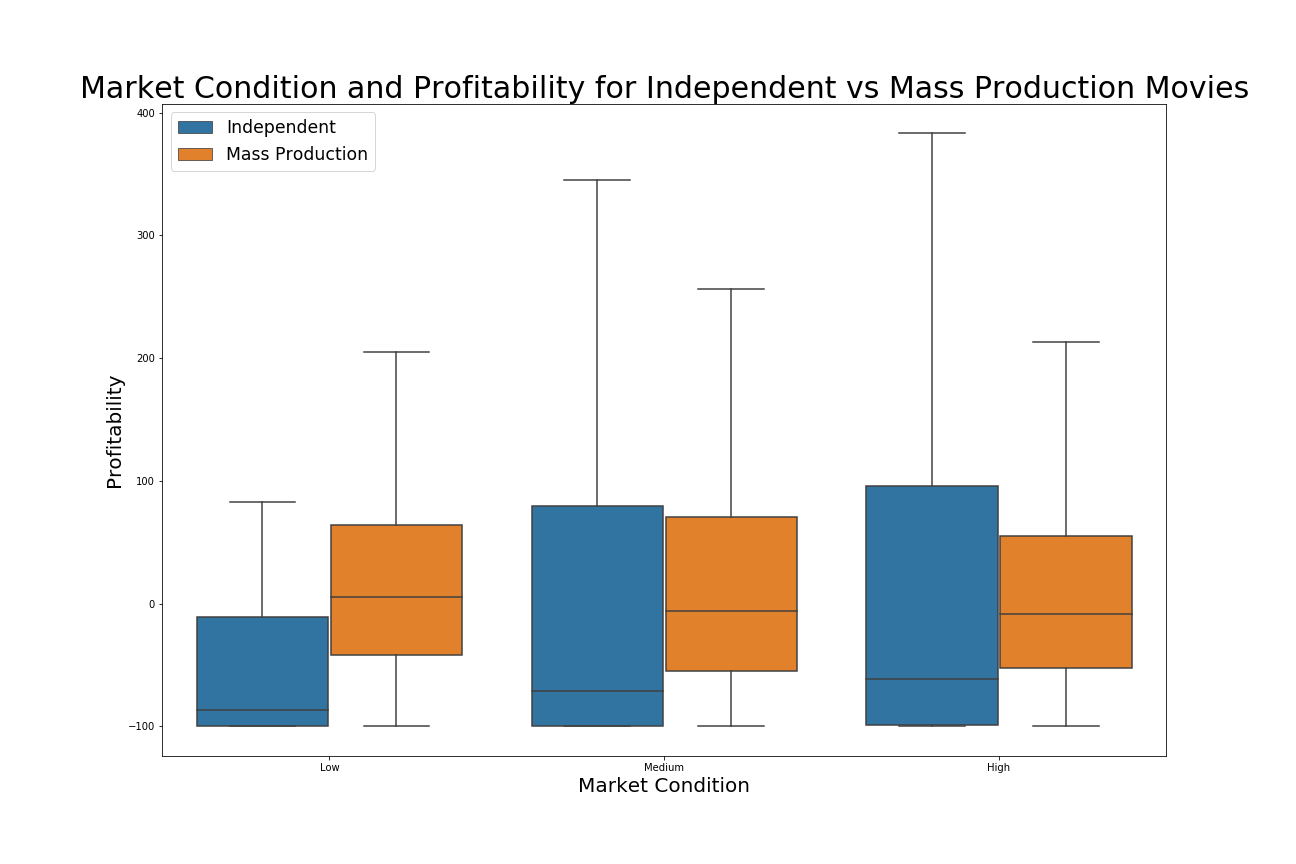 Market Condition and Profitability for Independent vs Mass Production Movies
Independent
Mass Production
400
300
200
100
0
−100
Profitability
Low
Medium
High
Market Condition